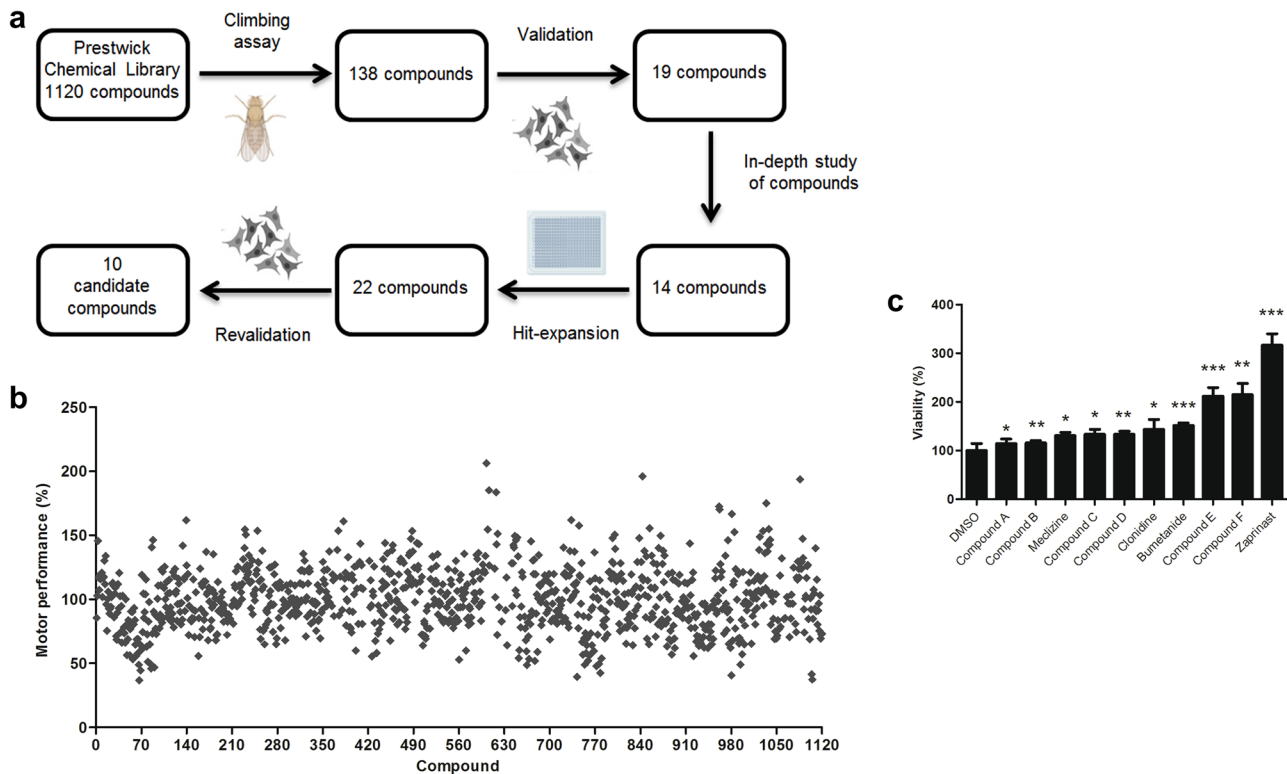 a
Prestwick
Chemical Library
1120 compounds
Climbing
assay
138 compounds
Validation
19 compounds
In-depth study
of compounds
14 compounds
Hit-expansion
22 compounds
Revalidation
10
candidate
compounds
b
Motor performance (%)
250
200
150
100
50
0
0 70 140 210 280 350 420 490 560 630 700 770 840 910 980 1050 1120
Compound
c
Viability (%)
400
300
200
100
0
*
**
*
*
**
*
***
***
**
***
DMSO
Compound A
Compound B
Meclizine
Compound C
Compound D
Clonidine
Bumetanide
Compound E
Compound F
Zaprinast